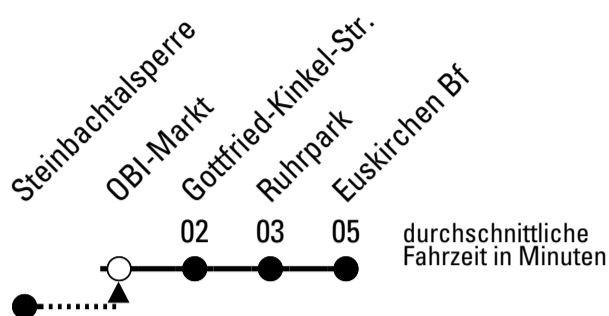 Steinbachtalsperre
OBI-Markt
Gottfried-Kinkel-Str.
Ruhrpark
Euskirchen Bf
02 03 05
durchschnittliche
Fahrzeit in Minuten